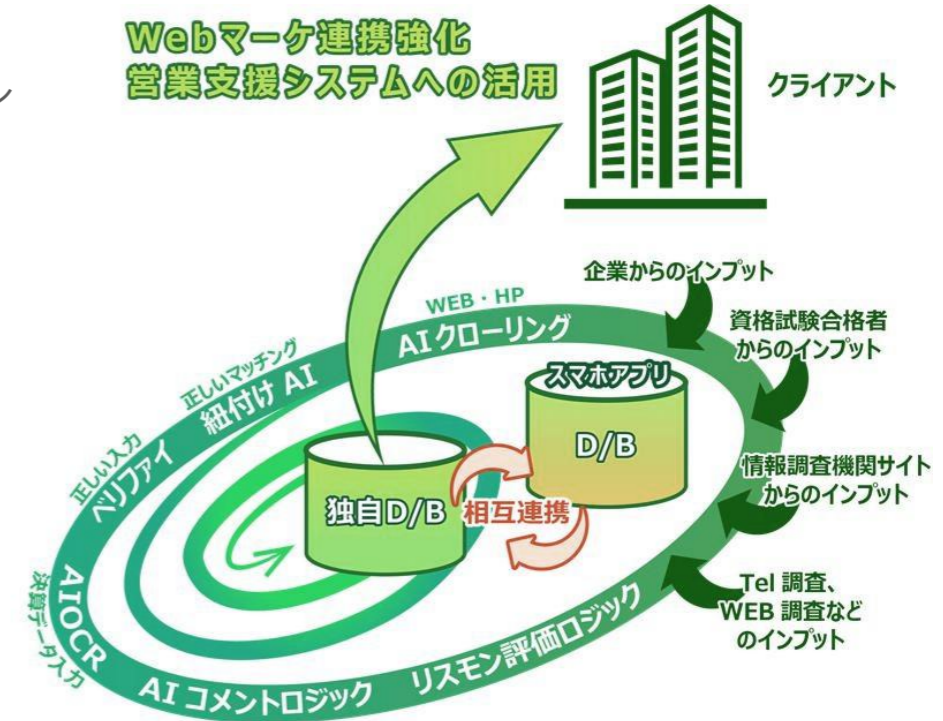 Webマーケ連携強化
営業支援システムへの活用
クライアント
企業からのインプット
資格試験合格者
からのインプット
情報調査機関サイト
からのインプット
Tel 調査、
WEB 調査など
のインプット
WEB・HP
AIクローリング
正しいマッチング
紐付け AI
正しい入力
ベリファイ
決算データ入力
AIOCR
AI コメントロジック
リスモン評価ロジック
スマホアプリ
D/B
独自D/B
相互連携